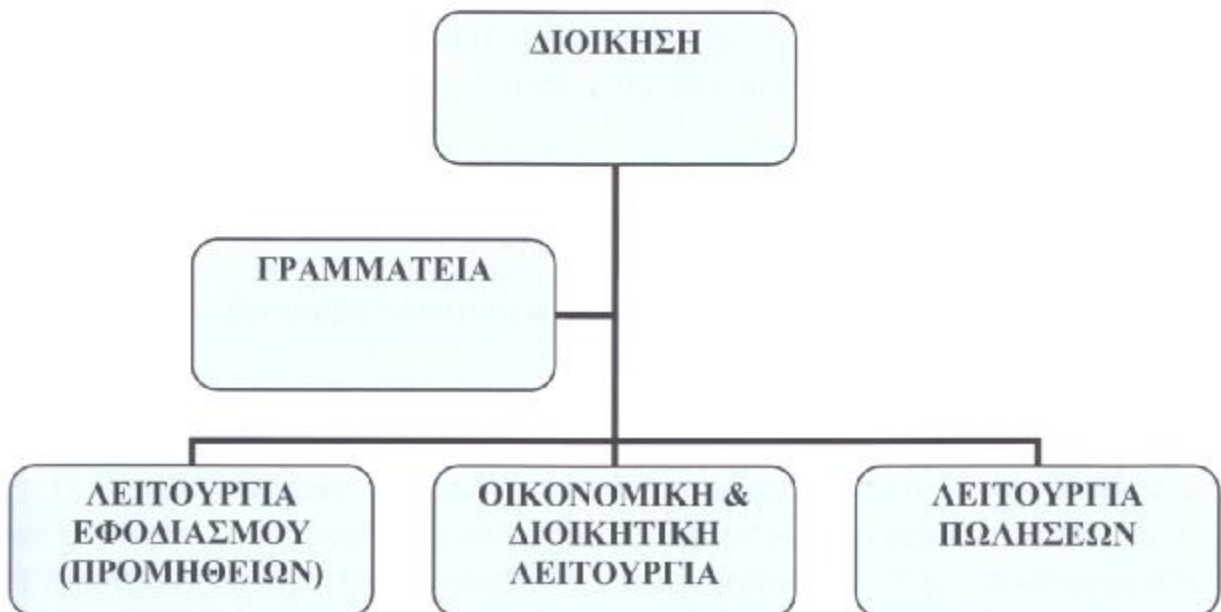 ΔΙΟΙΚΗΣΗ
ΓΡΑΜΜΑΤΕΙΑ
ΛΕΙΤΟΥΡΓΙΑ
ΕΦΟΔΙΑΣΜΟΥ
(ΠΡΟΜΗΘΕΙΩΝ)
ΟΙΚΟΝΟΜΙΚΗ &
ΔΙΟΙΚΗΤΙΚΗ
ΛΕΙΤΟΥΡΓΙΑ
ΛΕΙΤΟΥΡΓΙΑ
ΠΩΛΗΣΕΩΝ